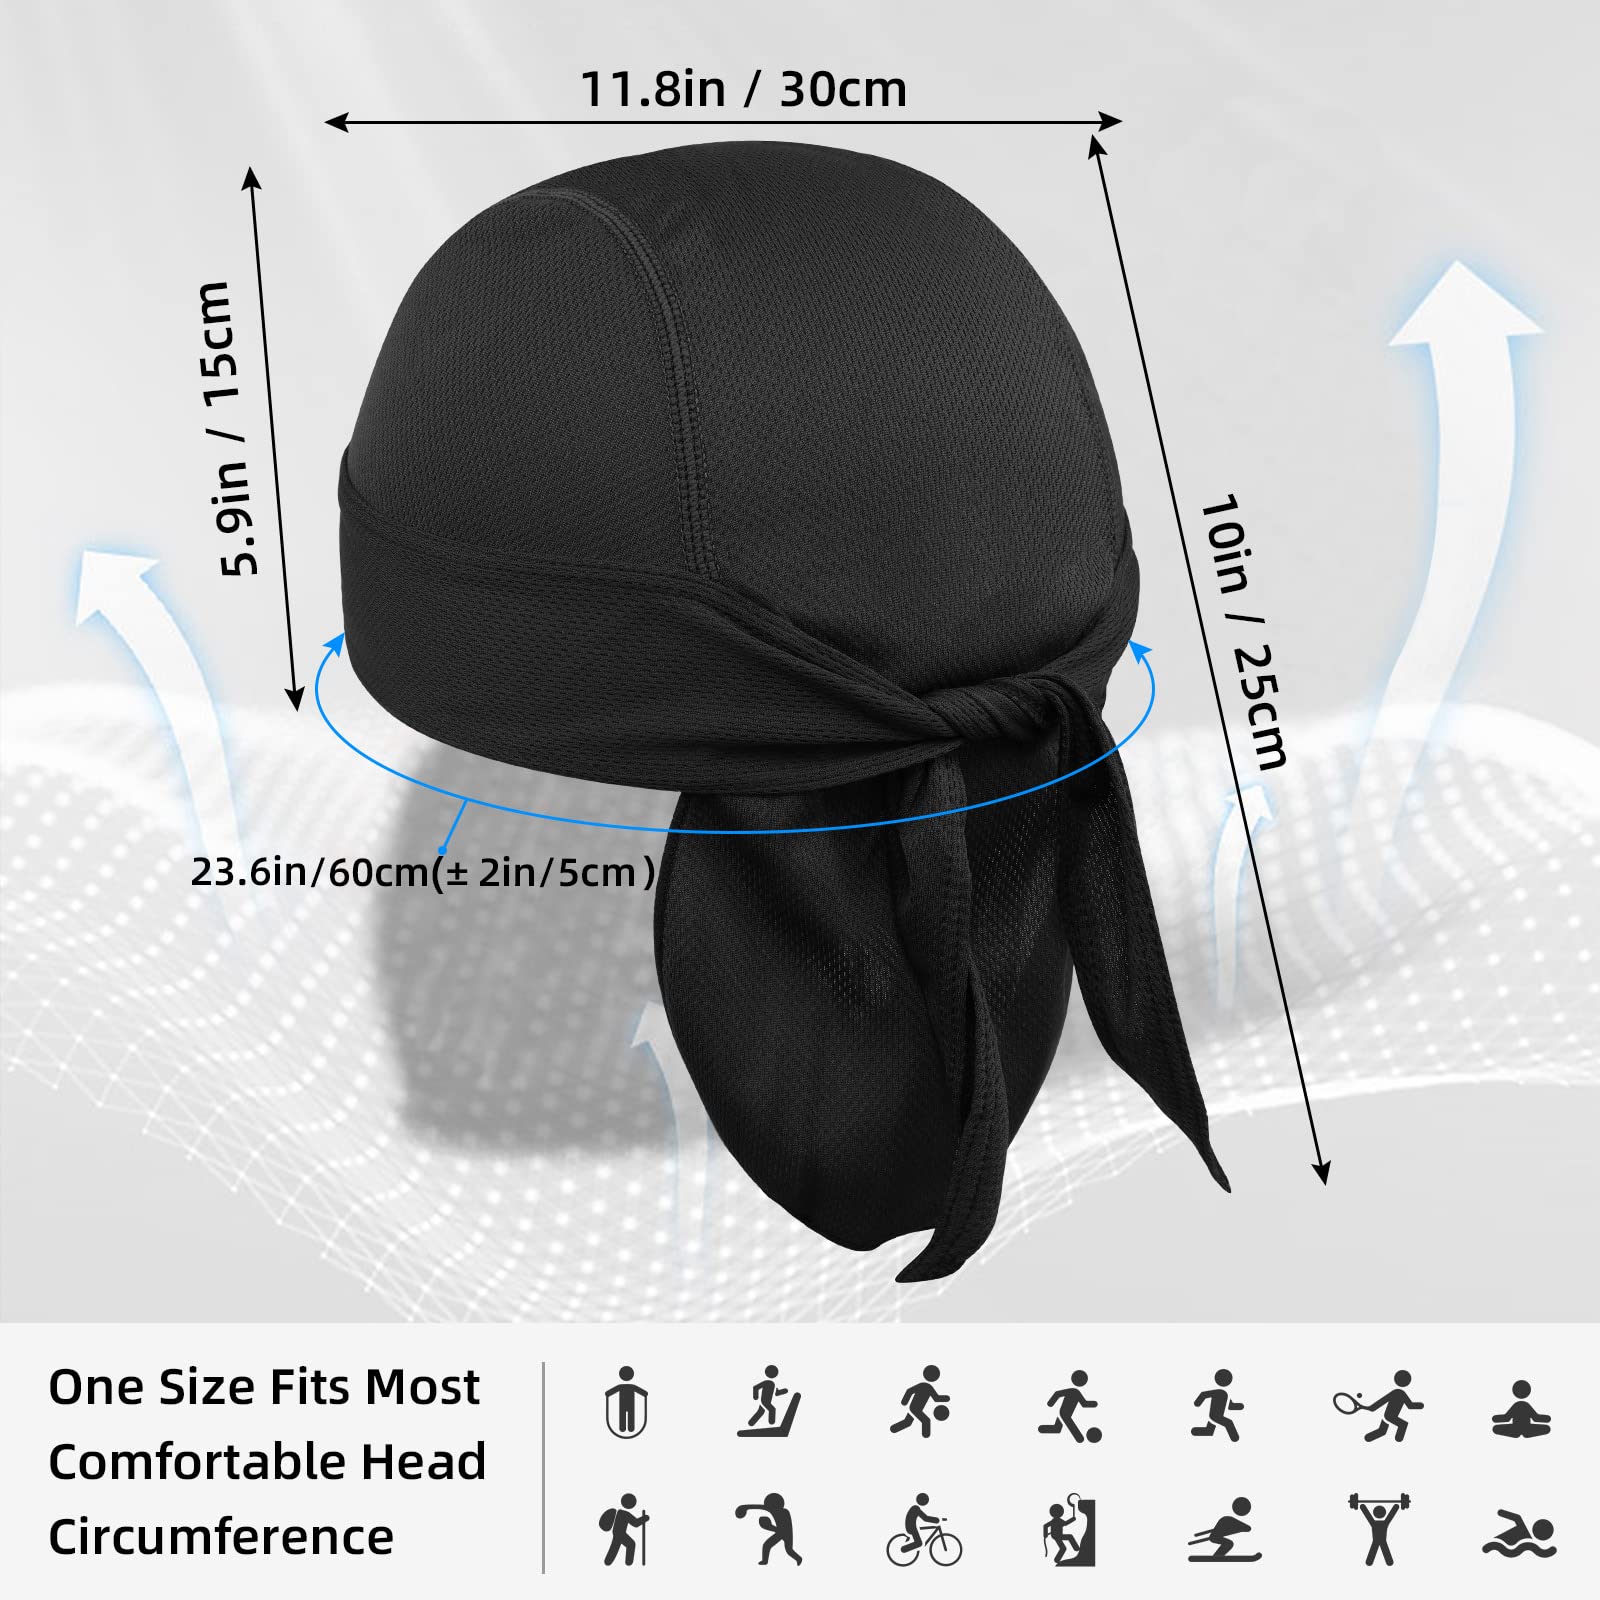 11.8in / 30cm
5.9in / 15cm
10in / 25cm
23.6in/60cm(± 2in/5cm)
One Size Fits Most
Comfortable Head
Circumference